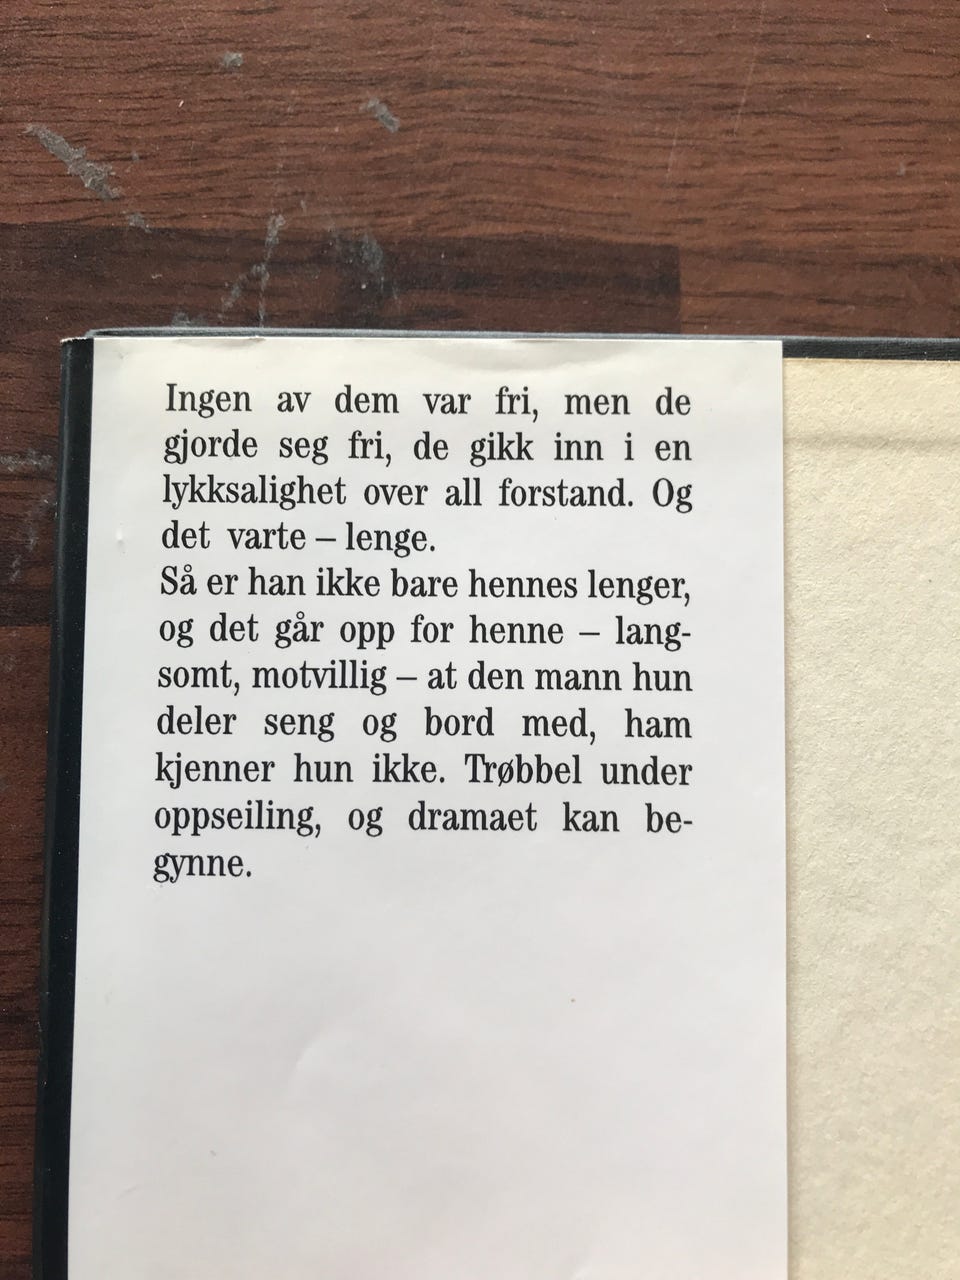 Ingen av dem var fri, men de
gjorde seg fri, de gikk inn i en
lykksalighet over all forstand. Og
det varte – lenge.
Så er han ikke bare hennes lenger,
og det går opp for henne – lang-
somt, motvillig – at den mann hun
deler seng og bord med, ham
kjenner hun ikke. Trøbbel under
oppseiling, og dramaet kan be-
gynne.